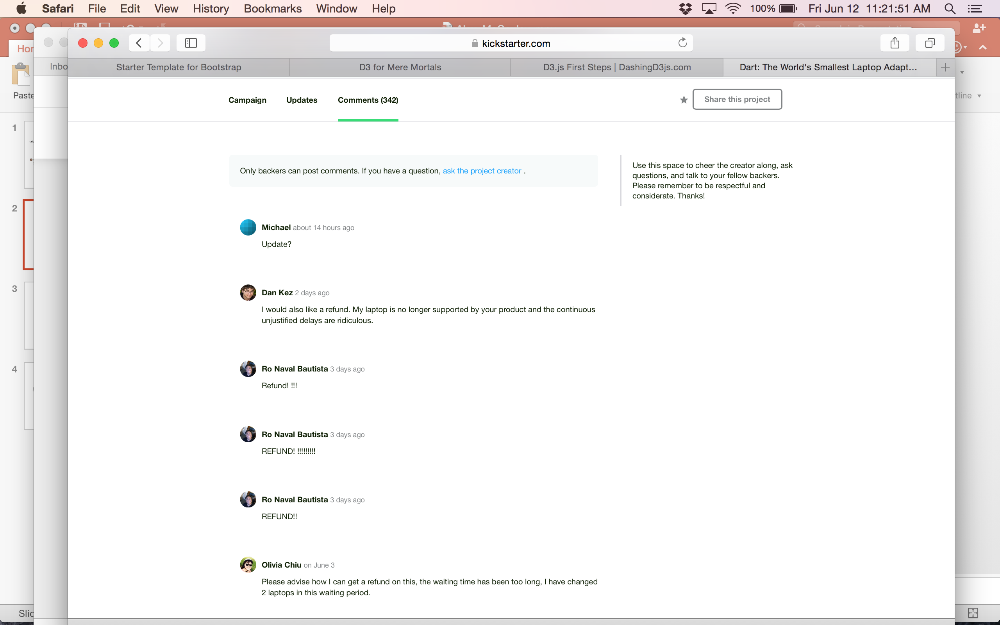 Safari File Edit View History Bookmarks Window Help 100% Fri Jun 12 11:21:51 AM
kickstarter.com
Starter Template for Bootstrap D3 for Mere Mortals D3.js First Steps | DashingD3js.com Dart: The World's Smallest Laptop Adapt...
Paste
Campaign Updates Comments (342) Share this project
1
2
3
4
Only backers can post comments. If you have a question, ask the project creator .
Use this space to cheer the creator along, ask
questions, and talk to your fellow backers.
Please remember to be respectful and
considerate. Thanks!
Michael about 14 hours ago
Update?
Dan Kez 2 days ago
I would also like a refund. My laptop is no longer supported by your product and the continuous
unjustified delays are ridiculous.
Ro Naval Bautista 3 days ago
Refund! !!!
Ro Naval Bautista 3 days ago
REFUND! !!!!!!!!!
Ro Naval Bautista 3 days ago
REFUND!!
Olivia Chiu on June 3
Please advise how I can get a refund on this, the waiting time has been too long, I have changed
2 laptops in this waiting period.